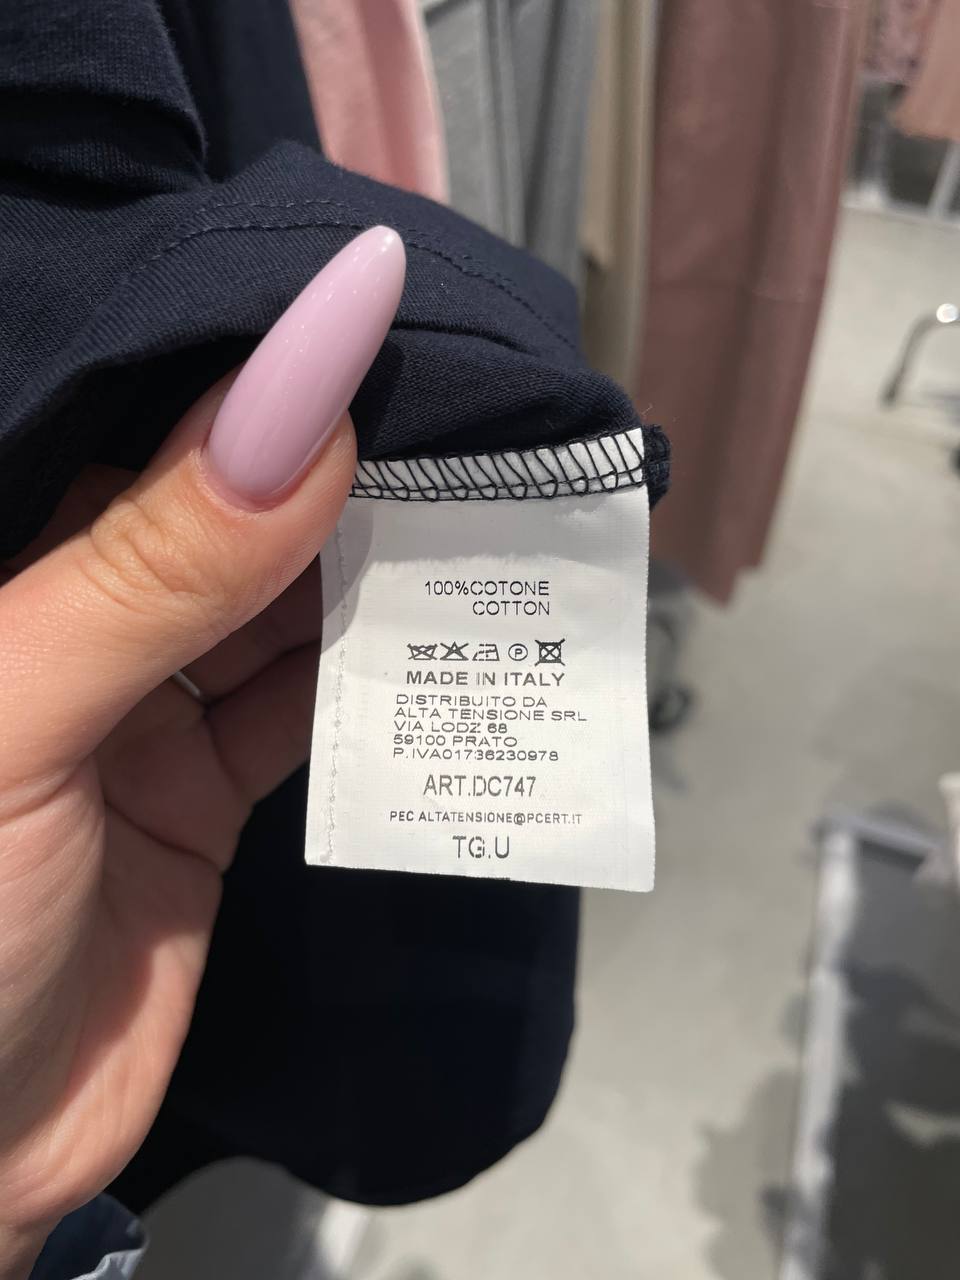 100%COTONE
COTTON
P
MADE IN ITALY
DISTRIBUITO DA
ALTA TENSIONE SRL
VIA LODZ 68
59100 PRATO
P.IVA01736230978
ART.DC747
PEC ALTATENSIONE@PCERT.IT
TG.U